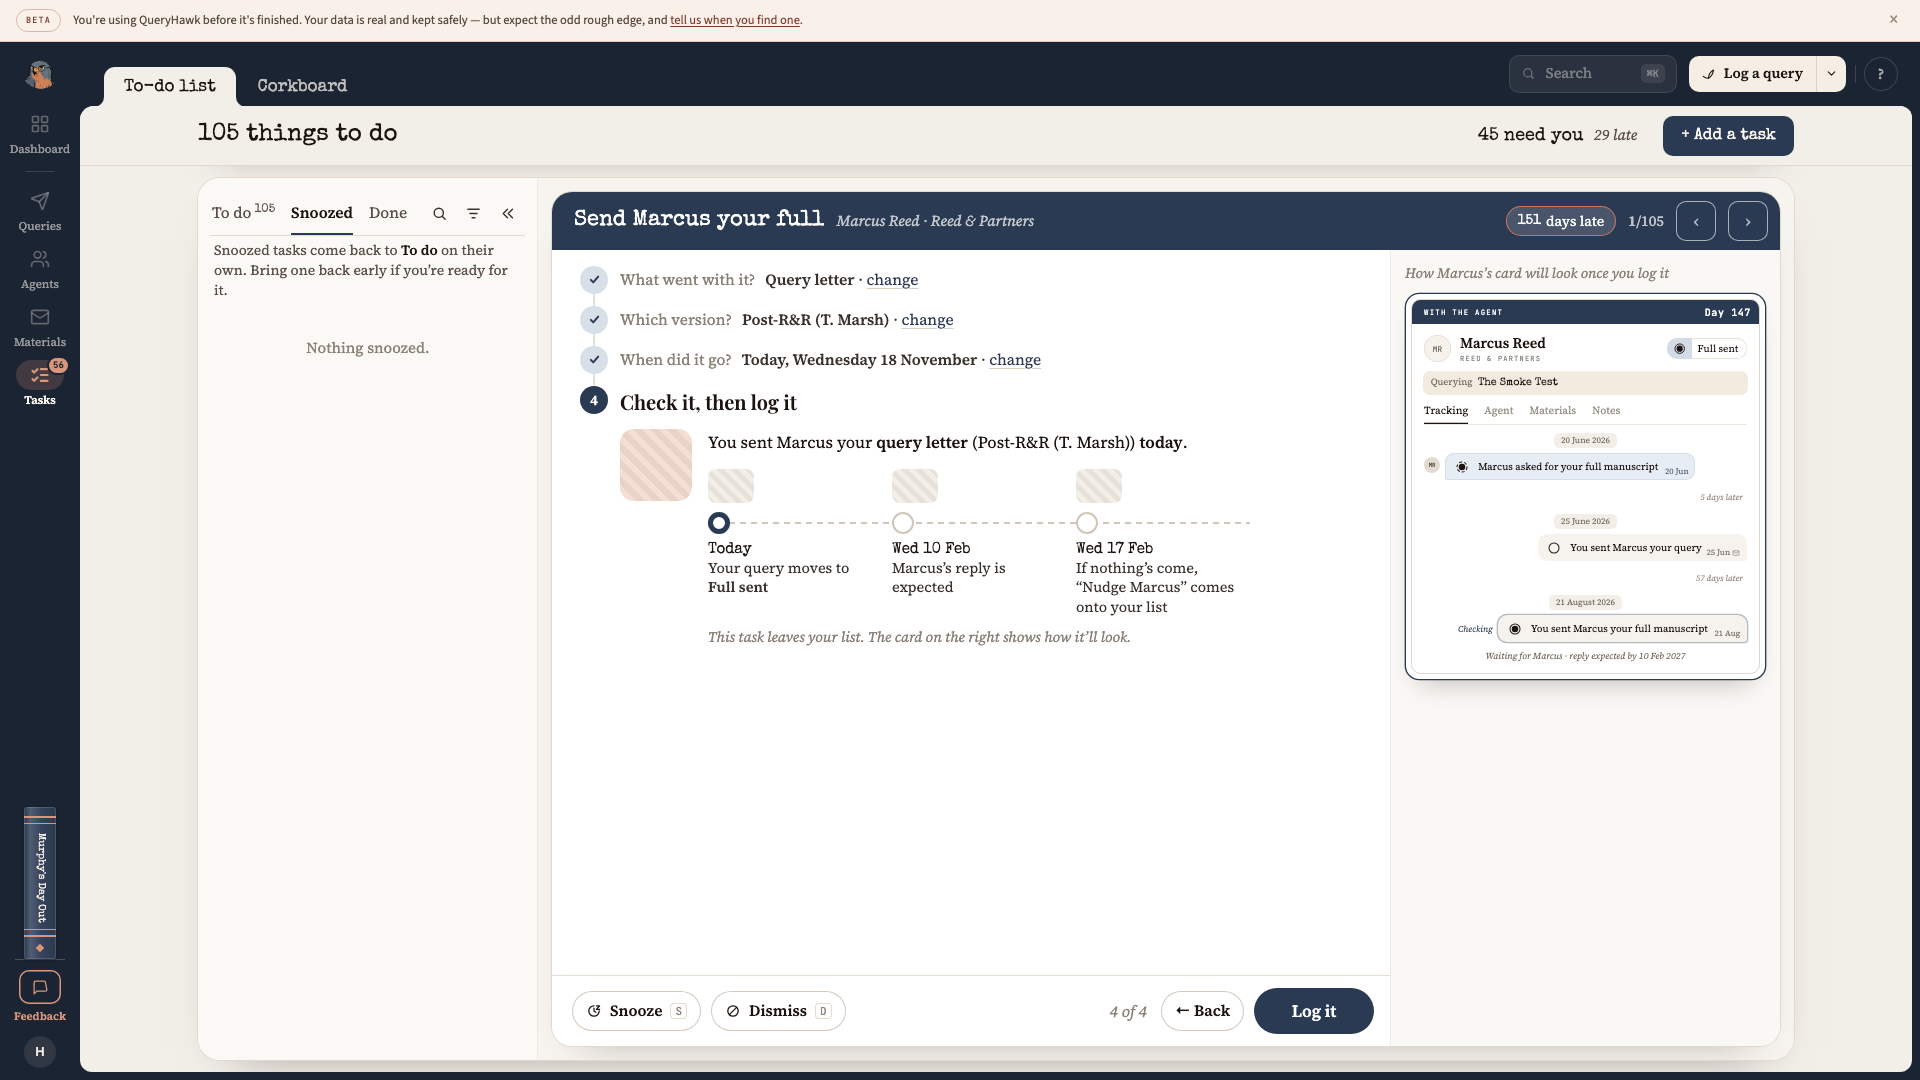 BETA You're using QueryHawk before it's finished. Your data is real and kept safely — but expect the odd rough edge, and tell us when you find one. ×
To-do list Corkboard Search ⌘K Log a query ?
Dashboard
Queries
Agents
Materials
56
Tasks
Murphy's Day Out
Feedback
H
105 things to do
45 need you 29 late + Add a task
To do 105 Snoozed Done
Snoozed tasks come back to To do on their
own. Bring one back early if you're ready for
it.
Nothing snoozed.
Send Marcus your full Marcus Reed · Reed & Partners 151 days late 1/105 ‹ ›
What went with it? Query letter · change
Which version? Post-R&R (T. Marsh) · change
When did it go? Today, Wednesday 18 November · change
4 Check it, then log it
You sent Marcus your query letter (Post-R&R (T. Marsh)) today.
Today
Your query moves to
Full sent
Wed 10 Feb
Marcus's reply is
expected
Wed 17 Feb
If nothing's come,
“Nudge Marcus” comes
onto your list
This task leaves your list. The card on the right shows how it'll look.
Snooze S Dismiss D 4 of 4 ← Back Log it
How Marcus's card will look once you log it
WITH THE AGENT Day 147
MR Marcus Reed Full sent
REED & PARTNERS
Querying The Smoke Test
Tracking Agent Materials Notes
20 June 2026
MR Marcus asked for your full manuscript 20 Jun
5 days later
25 June 2026
You sent Marcus your query 25 Jun
57 days later
21 August 2026
Checking You sent Marcus your full manuscript 21 Aug
Waiting for Marcus · reply expected by 10 Feb 2027